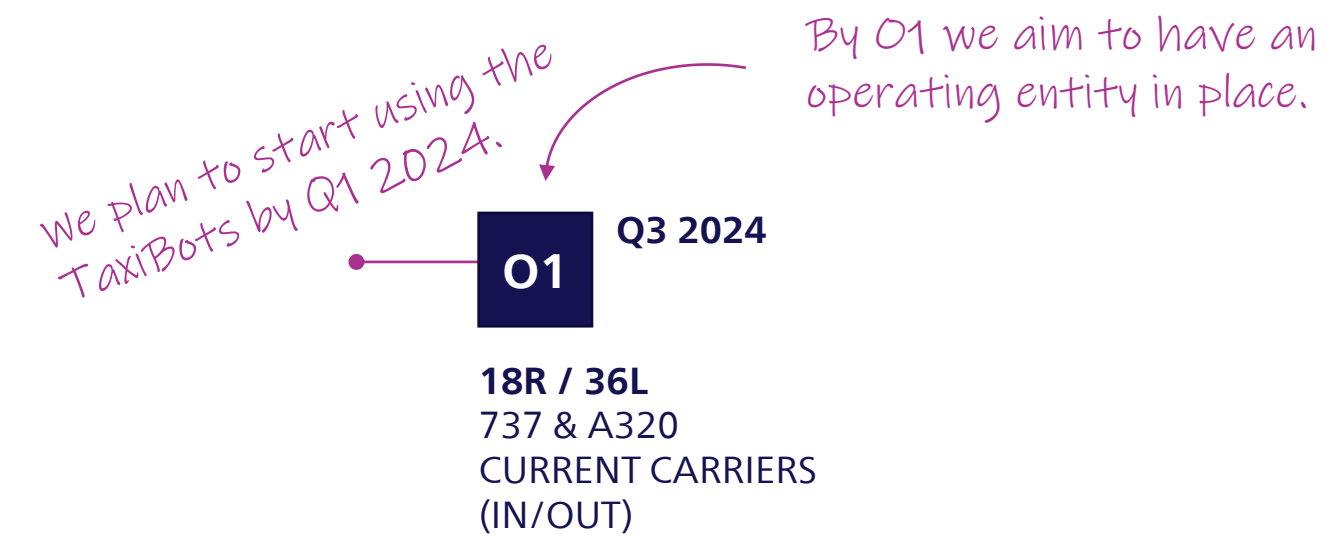 We plan to start using the
TaxiBots by Q1 2024.
By O1 we aim to have an
operating entity in place.
O1
Q3 2024
18R / 36L
737 & A320
CURRENT CARRIERS
(IN/OUT)